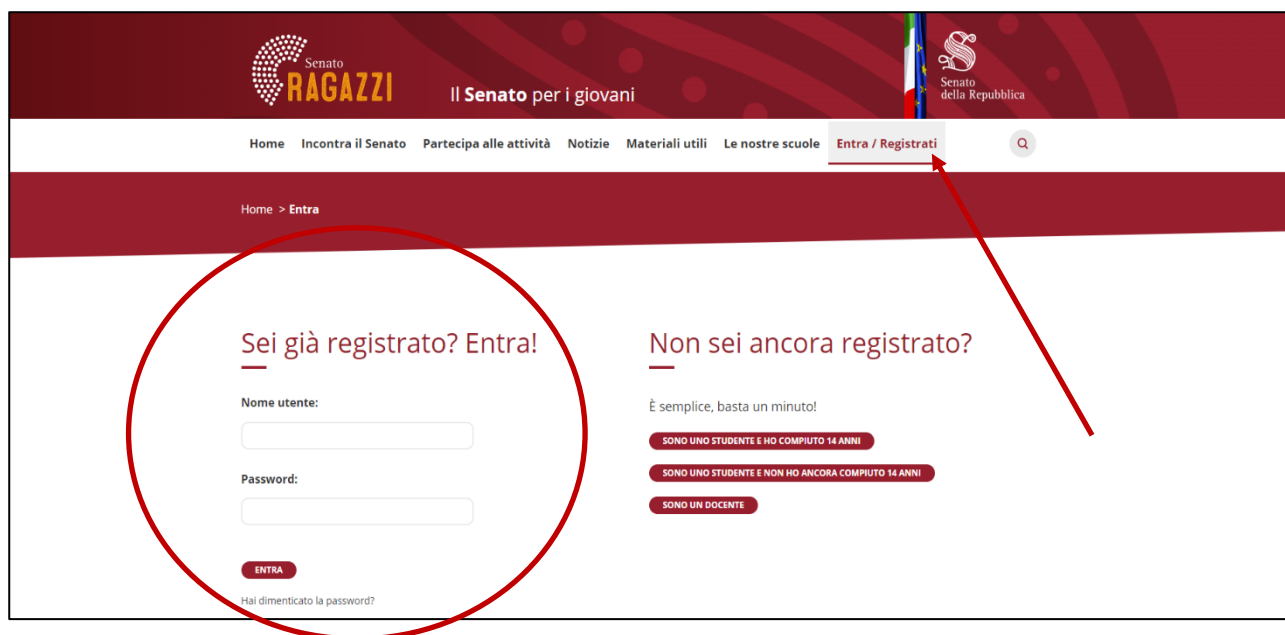 Senato
RAGAZZI
Il Senato per i giovani
Senato
della Repubblica
Home Incontra il Senato Partecipa alle attività Notizie Materiali utili Le nostre scuole Entra / Registrati
Home > Entra
Sei già registrato? Entra!
Nome utente:
Password:
ENTRA
Hai dimenticato la password?
Non sei ancora registrato?
È semplice, basta un minuto!
SONO UNO STUDENTE E HO COMPIUTO 14 ANNI
SONO UNO STUDENTE E NON HO ANCORA COMPIUTO 14 ANNI
SONO UN DOCENTE